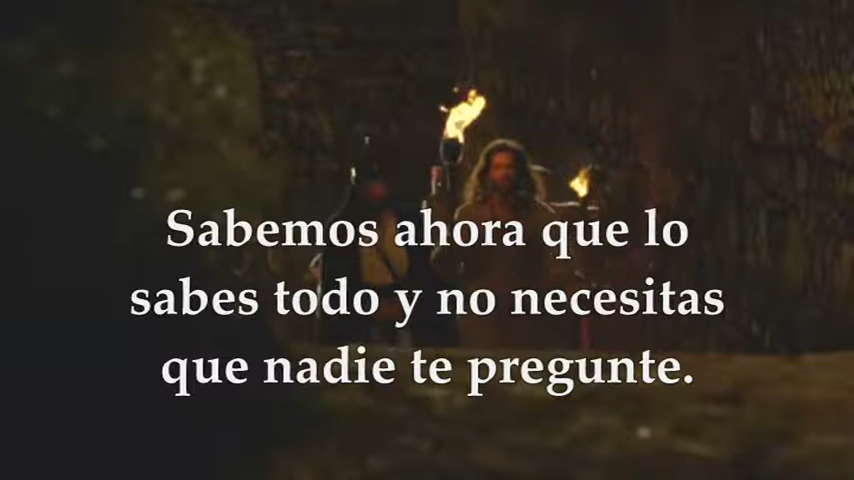 Sabemos ahora que lo
sabes todo y no necesitas
que nadie te pregunte.